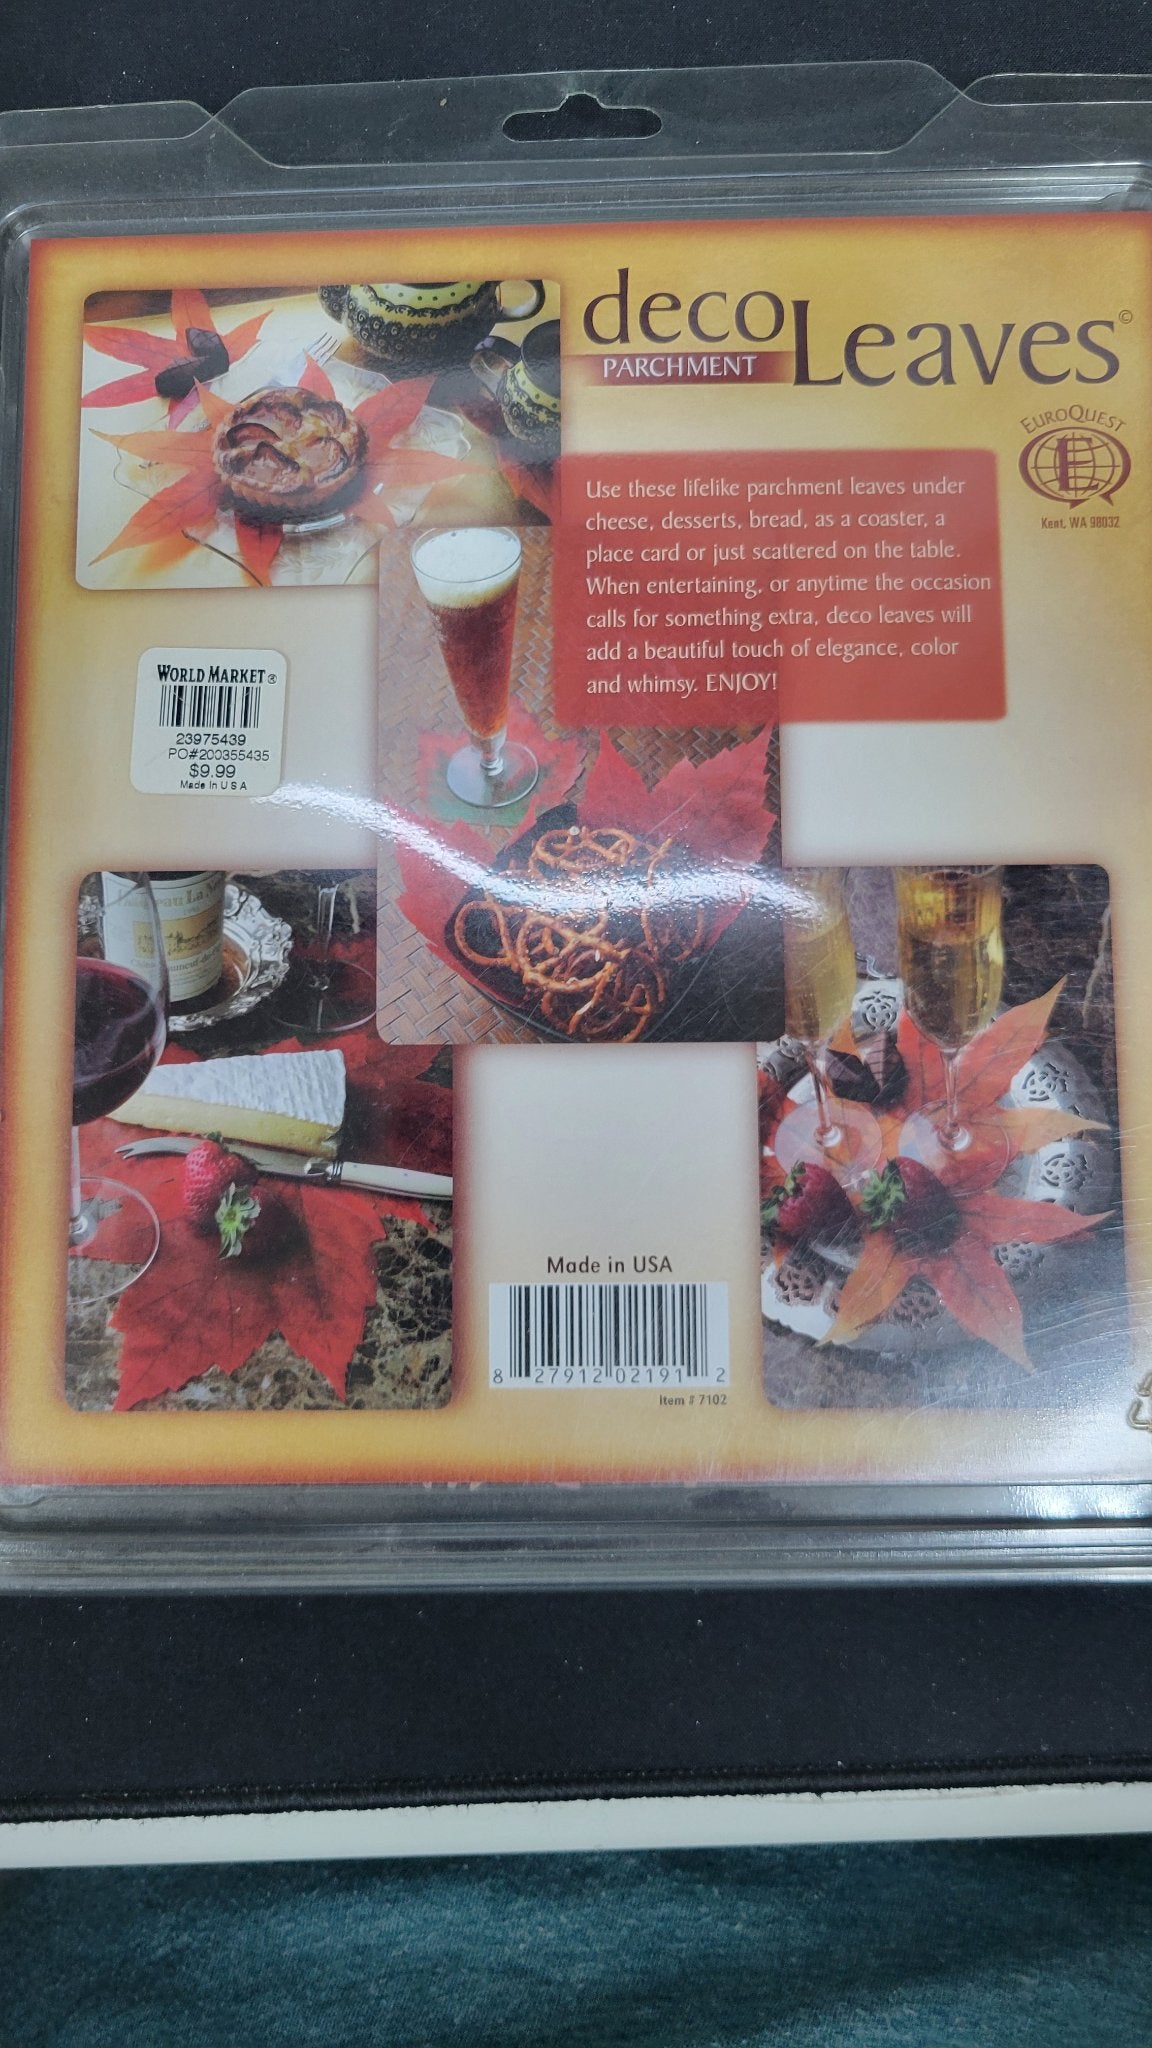 deco
PARCHMENT
Leaves©
EUROQUEST
E
Kent, WA 98032
Use these lifelike parchment leaves under
cheese, desserts, bread, as a coaster, a
place card or just scattered on the table.
When entertaining, or anytime the occasion
calls for something extra, deco leaves will
add a beautiful touch of elegance, color
and whimsy. ENJOY!
WORLD MARKET®
23975439
PO#200355435
$9.99
Made In U S A
Made in USA
8 27912 02191 2
Item # 7102